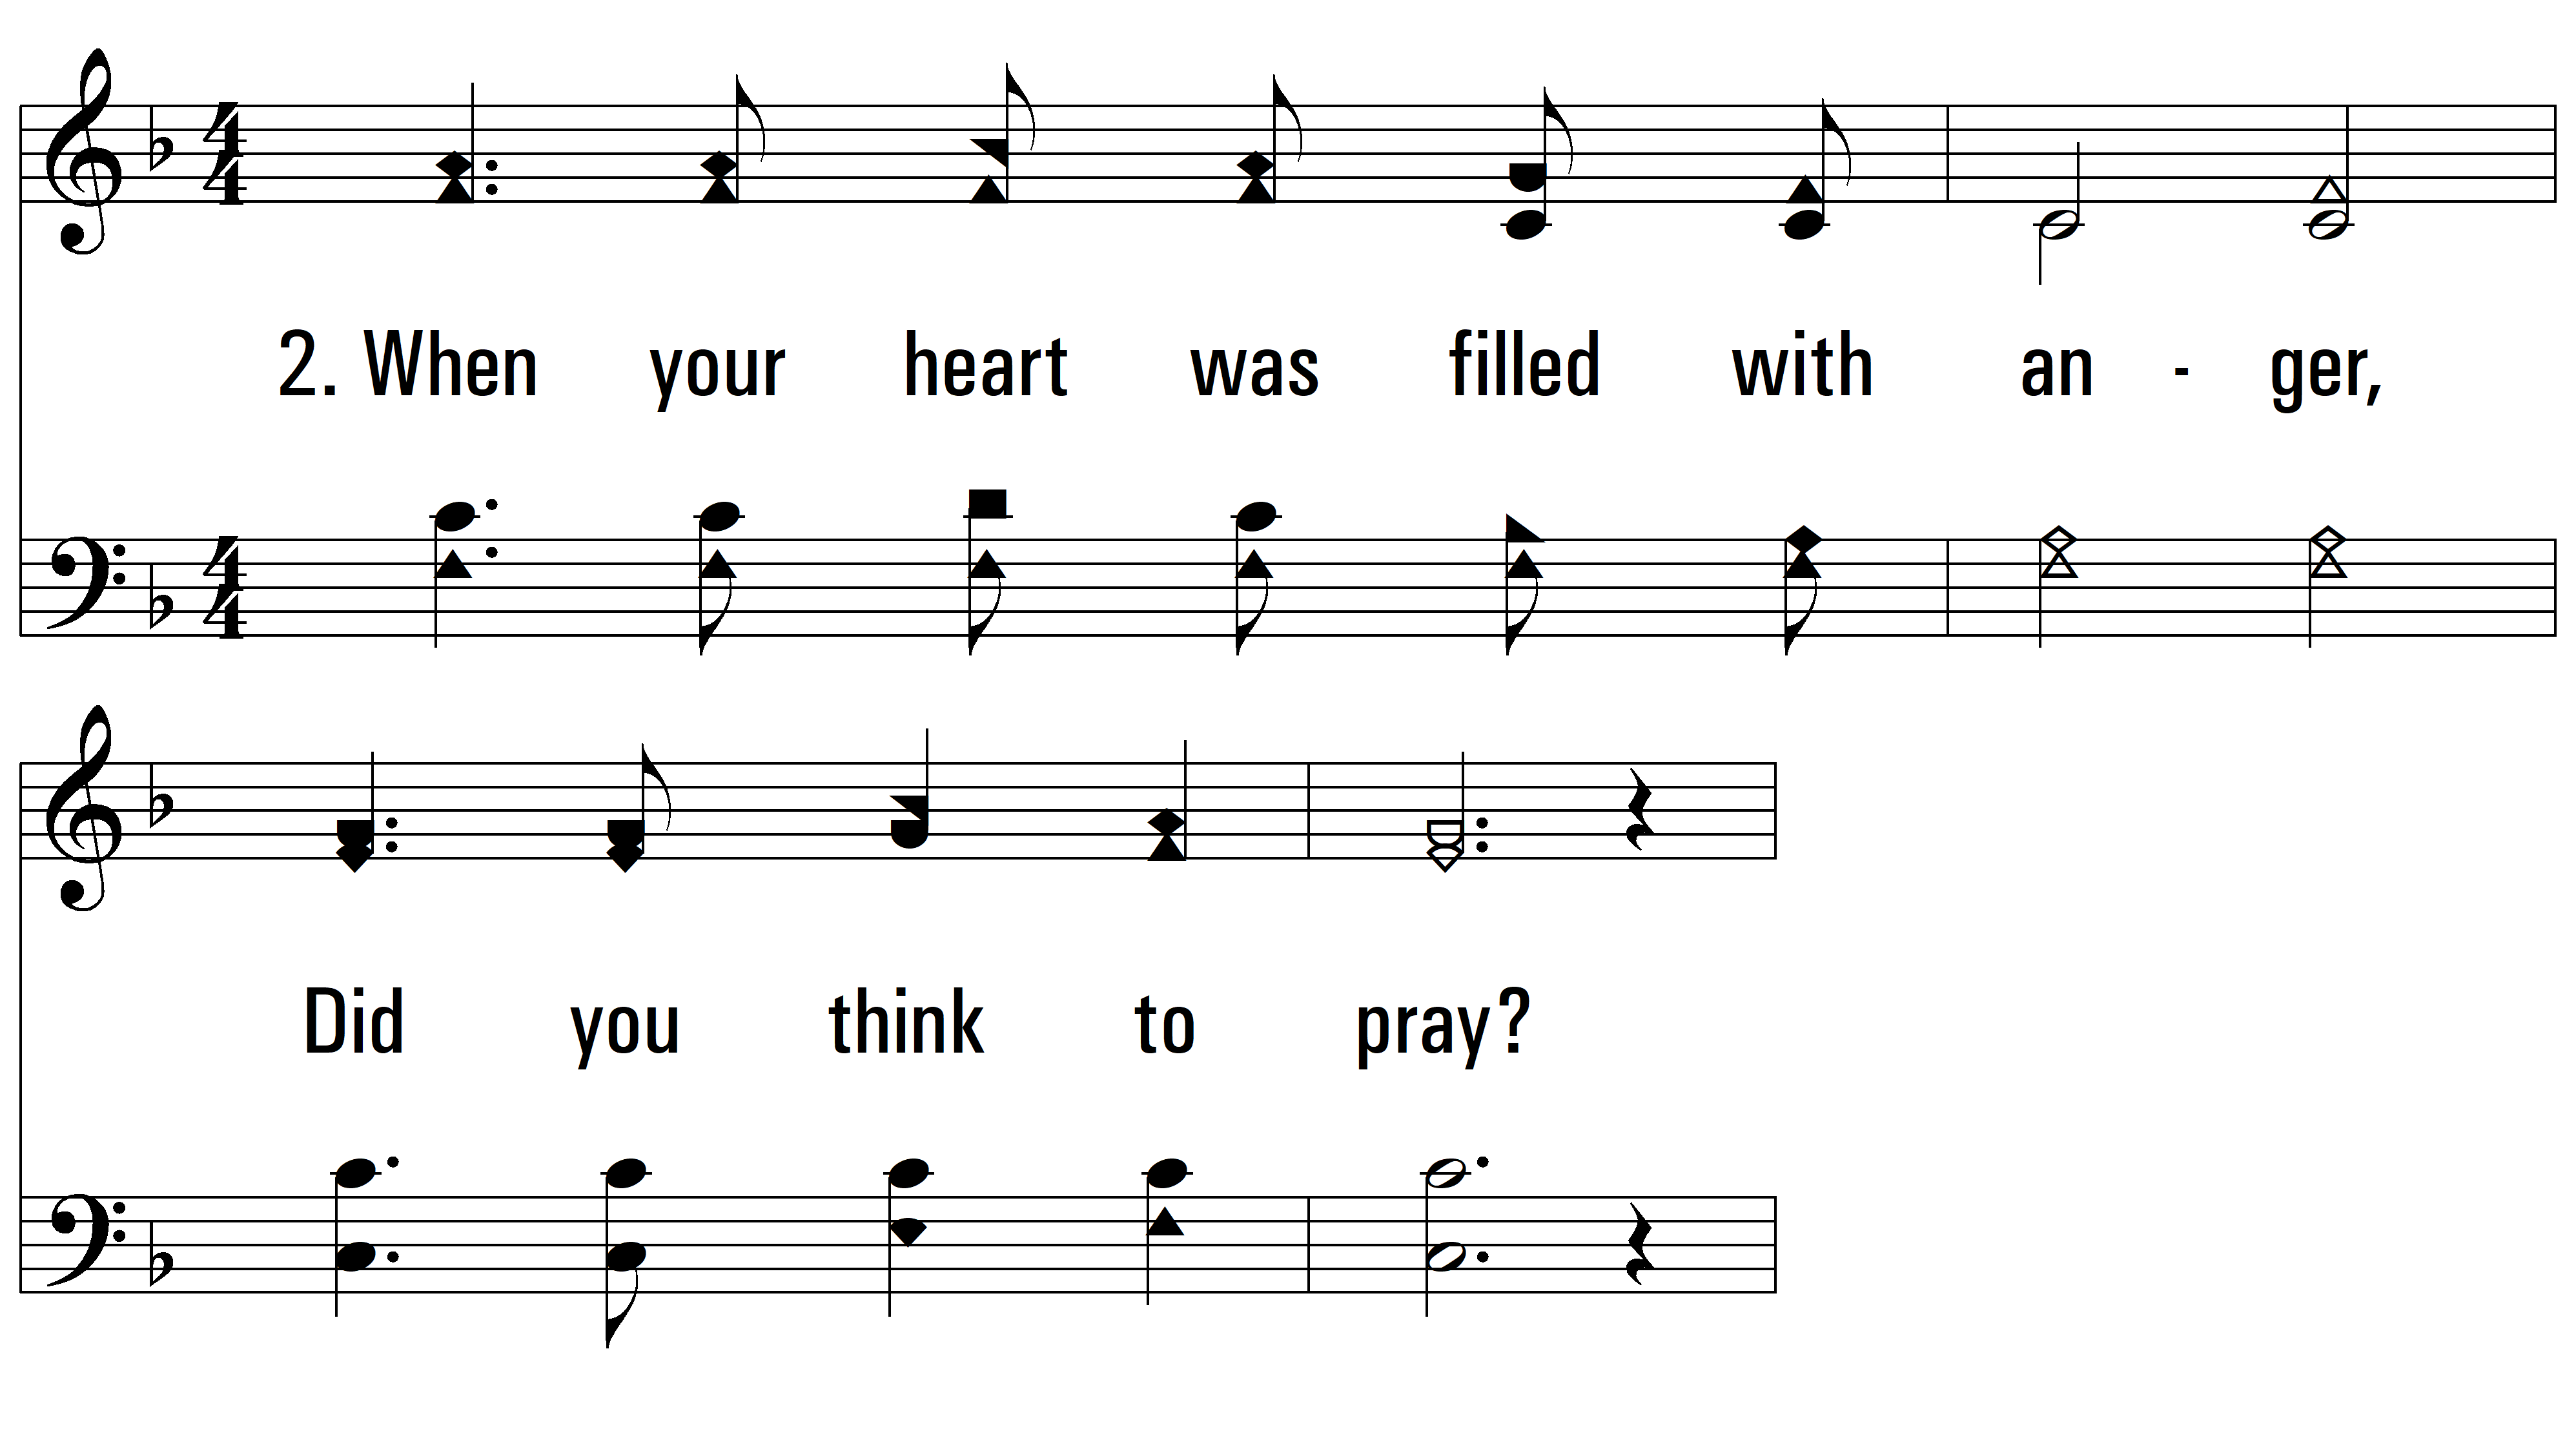 2. When your heart was filled with an - ger,
Did you think to pray?